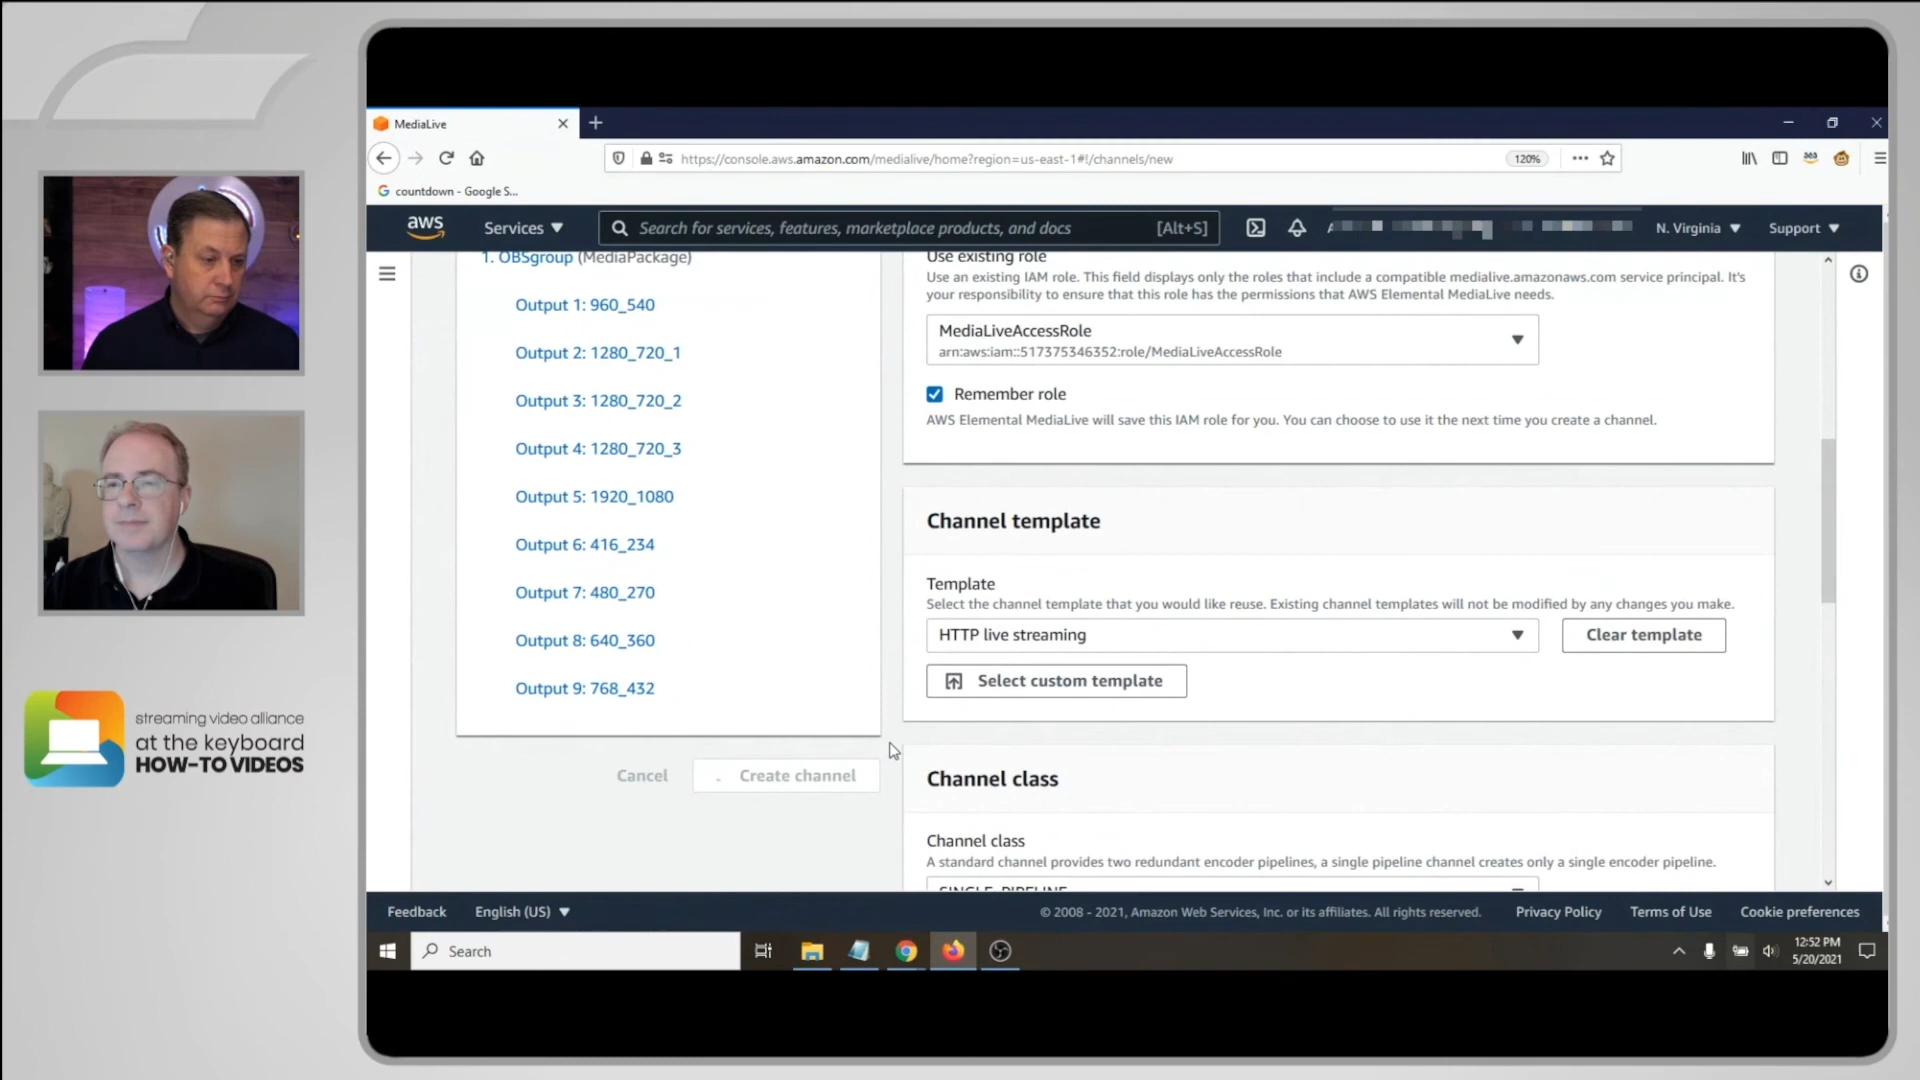 MediaLive
https://console.aws.amazon.com/medialive/home?region=us-east-1#!/channels/new
120%
countdown - Google S...
aws
Services
Search for services, features, marketplace products, and docs
[Alt+S]
N. Virginia
Support
1. OBSgroup (MediaPackage)
Output 1: 960_540
Output 2: 1280_720_1
Output 3: 1280_720_2
Output 4: 1280_720_3
Output 5: 1920_1080
Output 6: 416_234
Output 7: 480_270
Output 8: 640_360
Output 9: 768_432
Cancel
Create channel
Use existing role
Use an existing IAM role. This field displays only the roles that include a compatible medialive.amazonaws.com service principal. It's
your responsibility to ensure that this role has the permissions that AWS Elemental MediaLive needs.
MediaLiveAccessRole
arn:aws:iam::517375346352:role/MediaLiveAccessRole
Remember role
AWS Elemental MediaLive will save this IAM role for you. You can choose to use it the next time you create a channel.
Channel template
Template
Select the channel template that you would like reuse. Existing channel templates will not be modified by any changes you make.
HTTP live streaming
Clear template
Select custom template
Channel class
Channel class
A standard channel provides two redundant encoder pipelines, a single pipeline channel creates only a single encoder pipeline.
SINGLE_PIPELINE
Feedback
English (US)
© 2008 - 2021, Amazon Web Services, Inc. or its affiliates. All rights reserved.
Privacy Policy
Terms of Use
Cookie preferences
Search
12:52 PM
5/20/2021
streaming video alliance
at the keyboard
HOW-TO VIDEOS